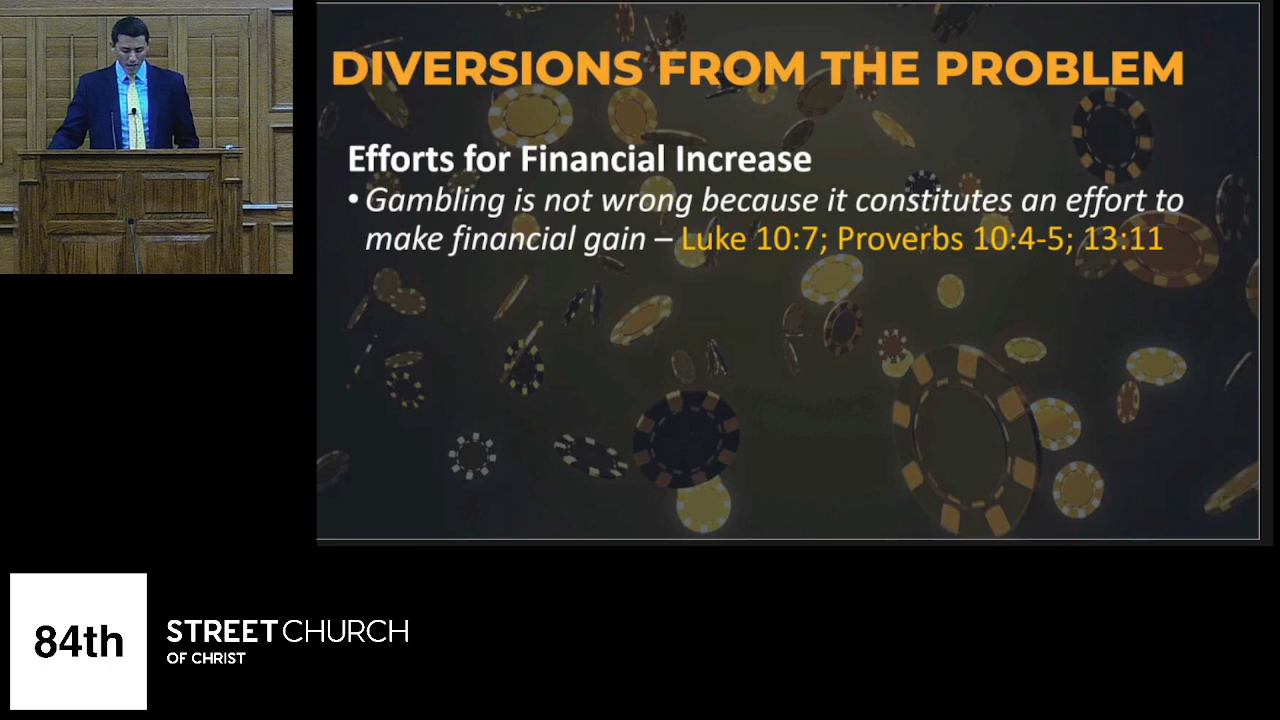 DIVERSIONS FROM THE PROBLEM
Efforts for Financial Increase
• Gambling is not wrong because it constitutes an effort to
make financial gain – Luke 10:7; Proverbs 10:4-5; 13:11
84th
STREET CHURCH
OF CHRIST